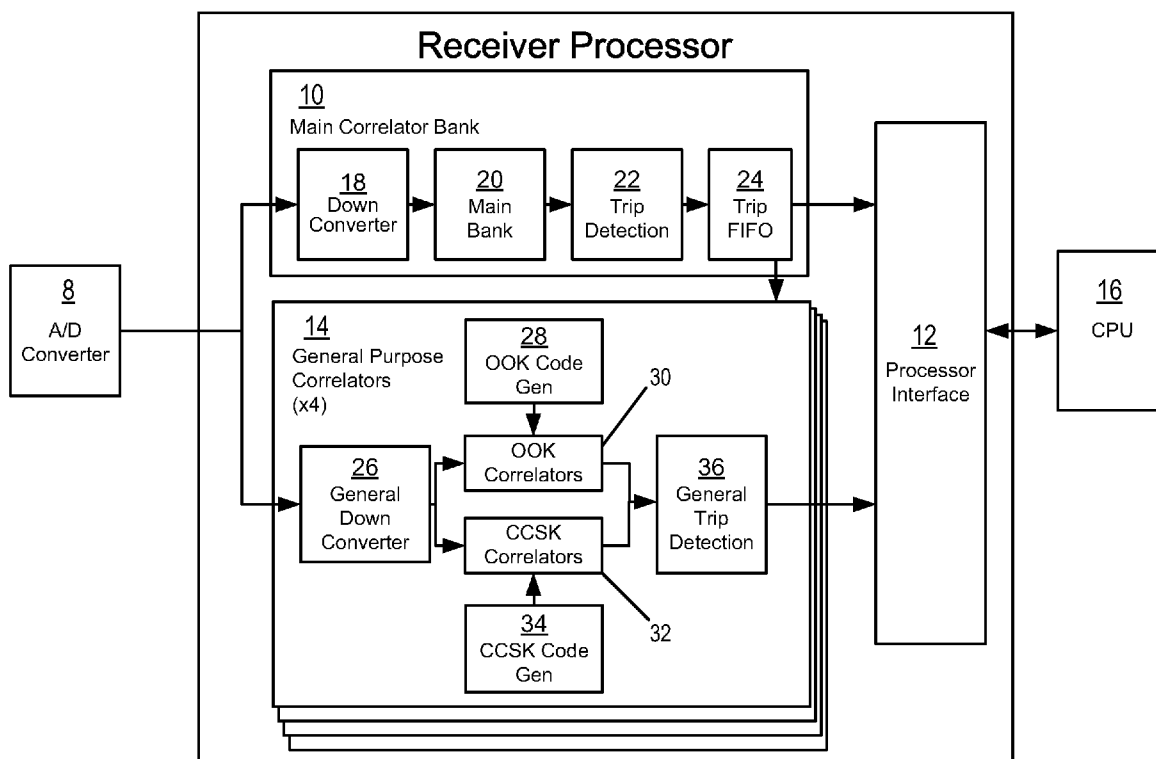 Receiver Processor
10
Main Correlator Bank
18
Down
Converter
20
Main
Bank
22
Trip
Detection
24
Trip
FIFO
8
A/D
Converter
14
General Purpose
Correlators
(x4)
28
OOK Code
Gen
30
OOK
Correlators
26
General
Down
Converter
CCSK
Correlators
32
34
CCSK Code
Gen
36
General
Trip
Detection
12
Processor
Interface
16
CPU